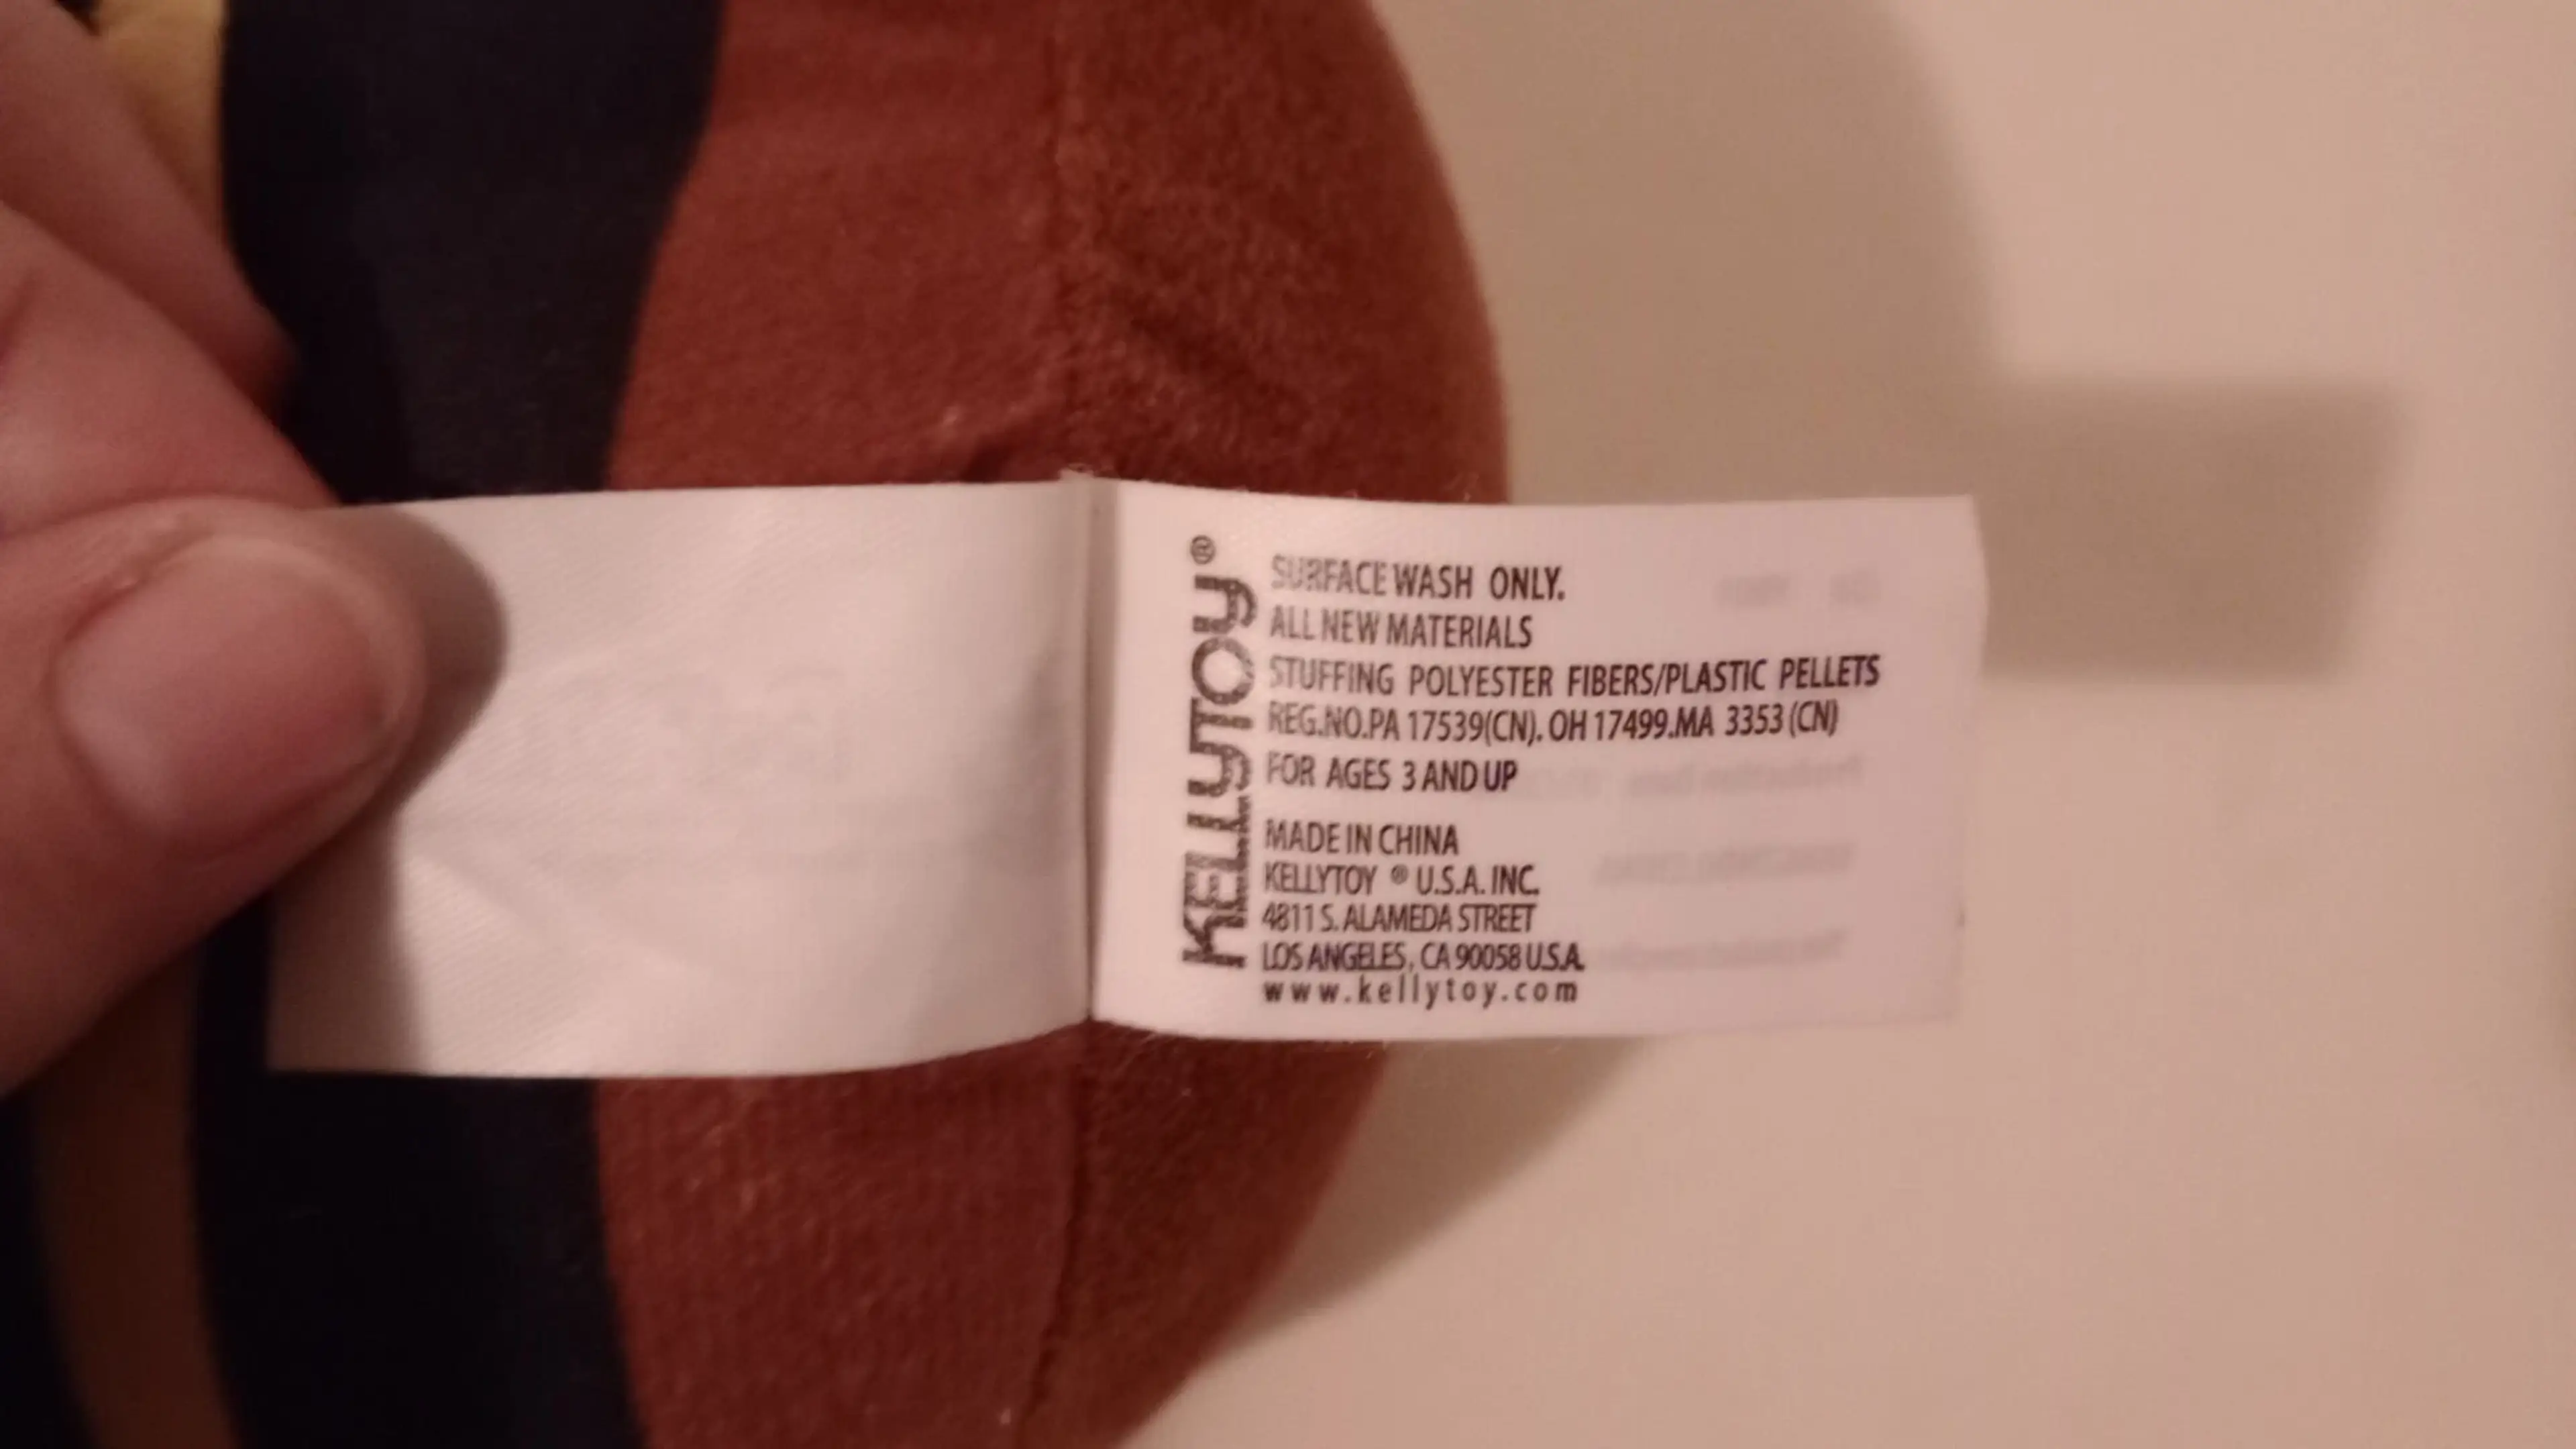 KELLYTOY®
SURFACE WASH ONLY.
ALL NEW MATERIALS
STUFFING POLYESTER FIBERS/PLASTIC PELLETS
REG.NO.PA 17539(CN). OH 17499.MA 3353 (CN)
FOR AGES 3 AND UP
MADE IN CHINA
KELLYTOY ® U.S.A. INC.
4811 S. ALAMEDA STREET
LOS ANGELES, CA 90058 U.S.A.
www.kellytoy.com